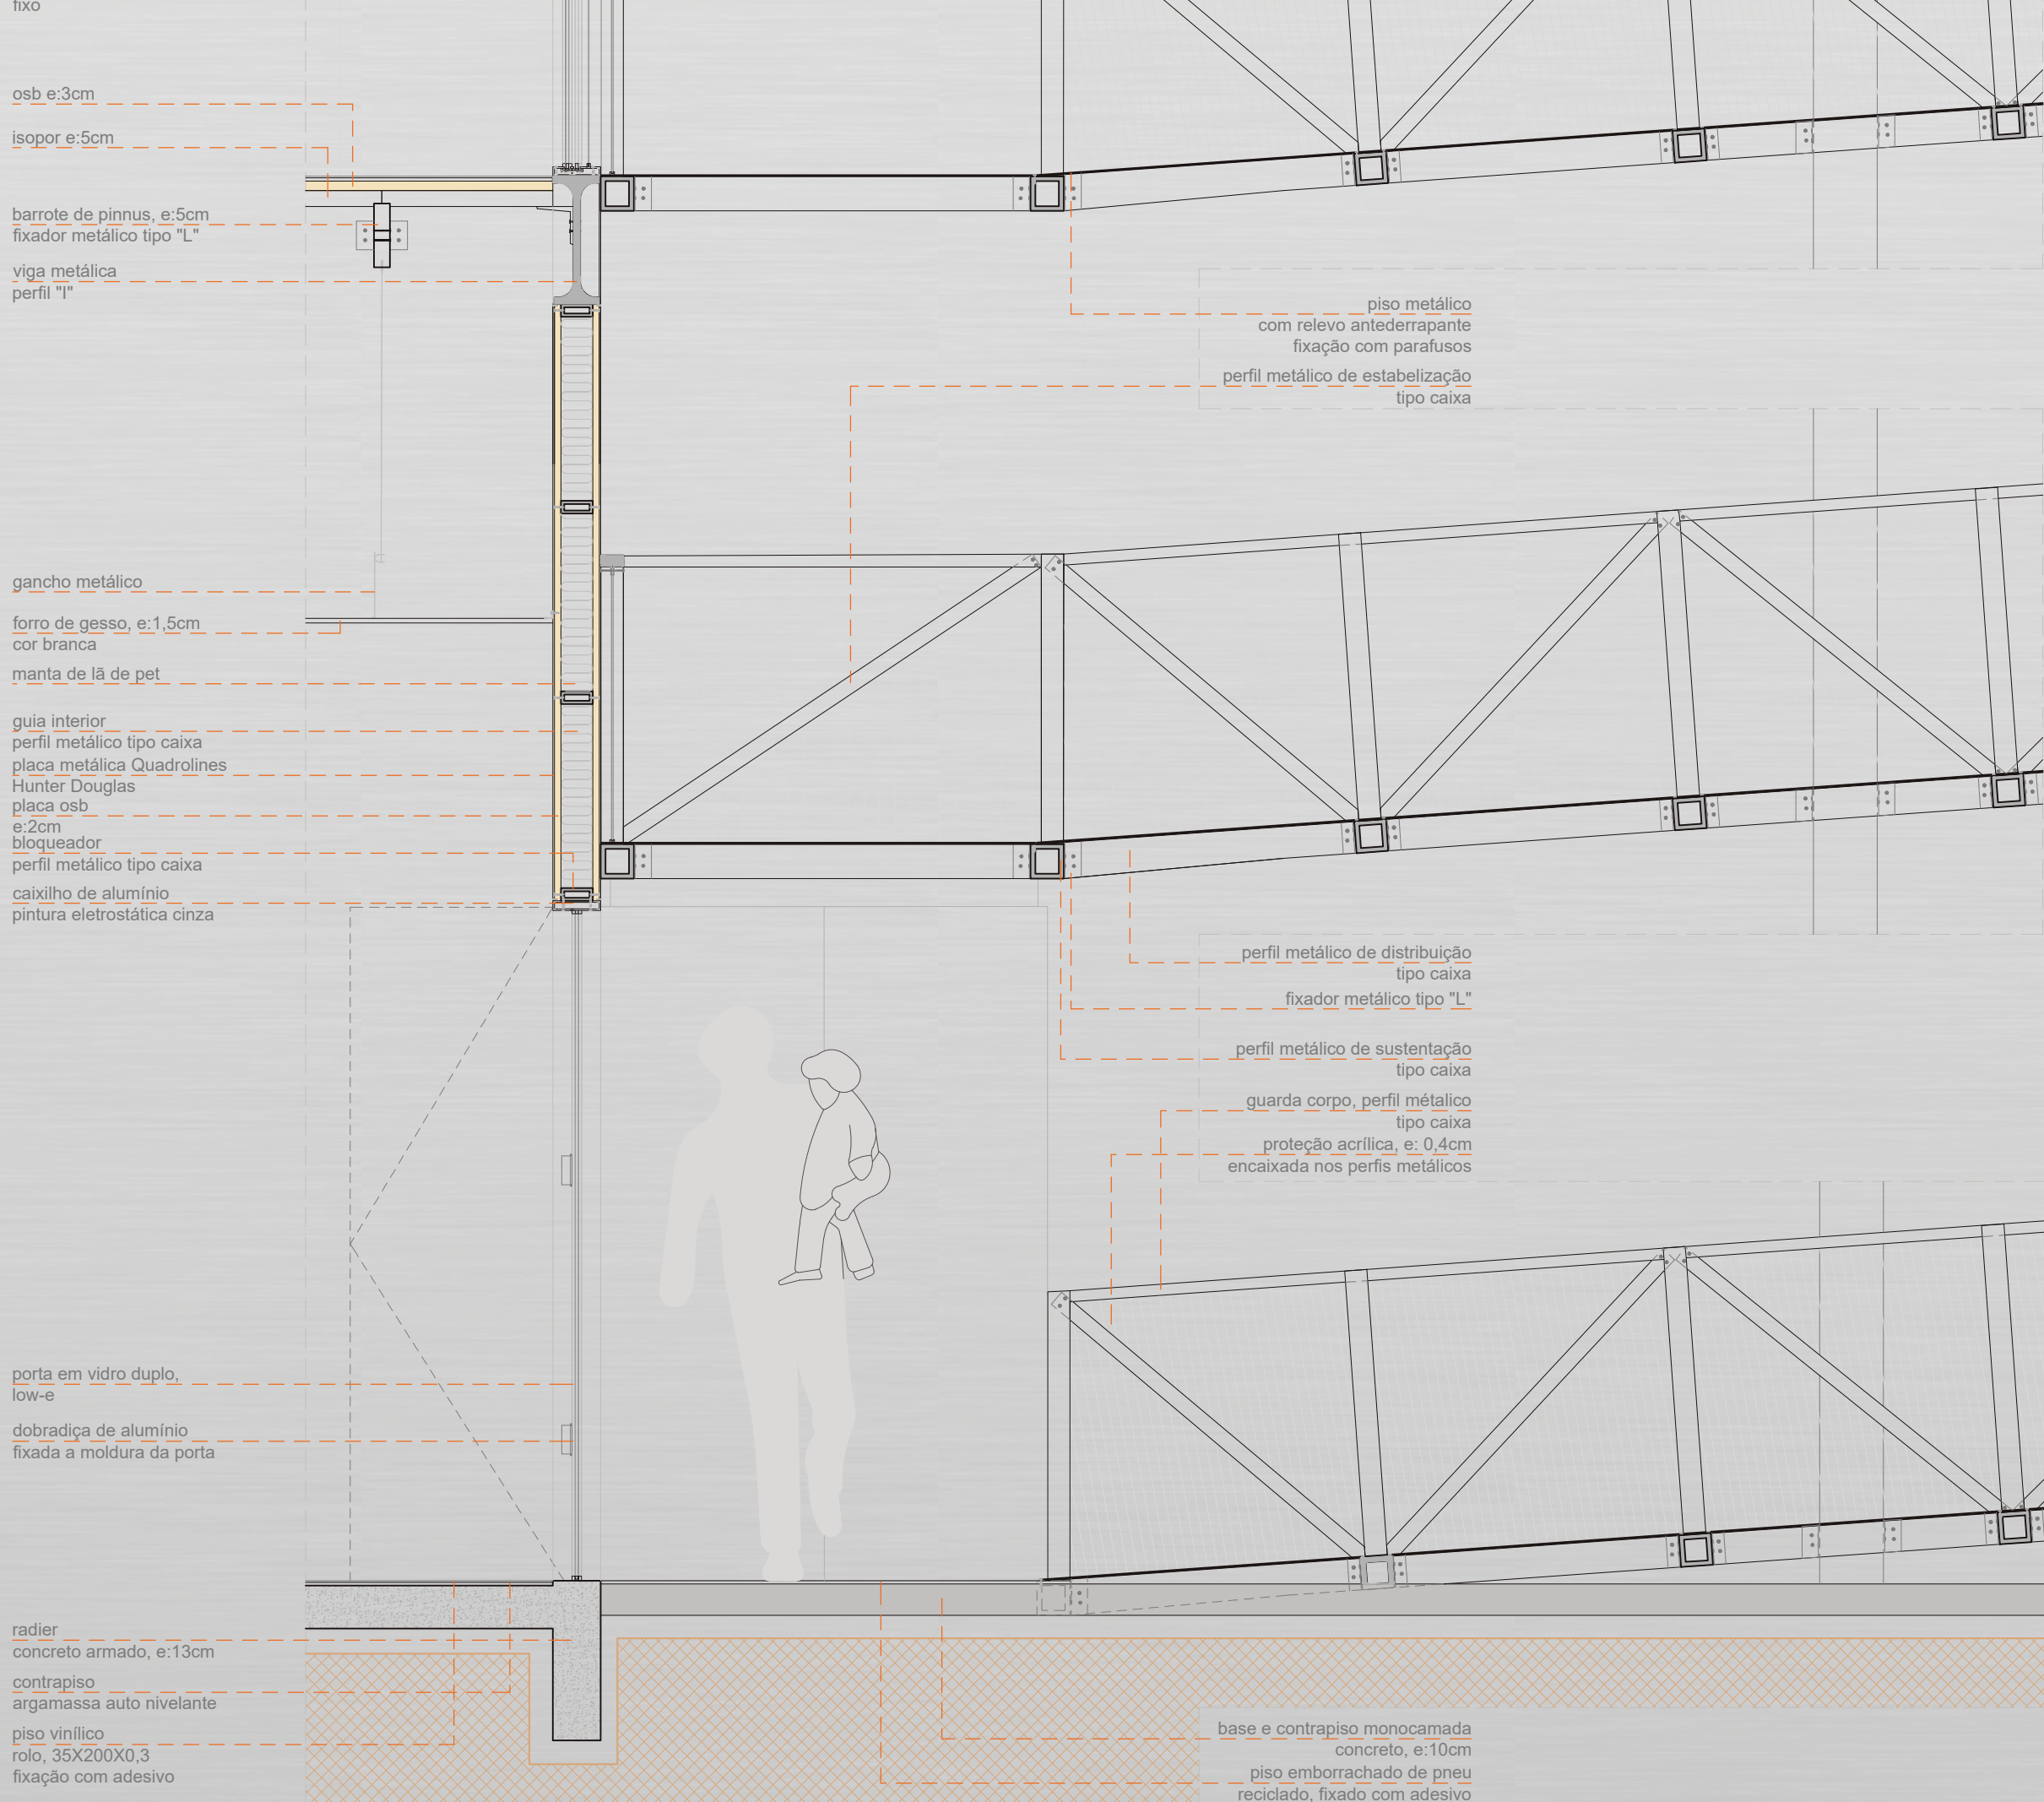 fixo
osb e:3cm
isopor e:5cm
barrote de pinnus, e:5cm
fixador metálico tipo "L"
viga metálica
perfil "I"
gancho metálico
forro de gesso, e:1,5cm
cor branca
manta de lã de pet
guia interior
perfil metálico tipo caixa
placa metálica Quadrolines
Hunter Douglas
placa osb
e:2cm
bloqueador
perfil metálico tipo caixa
caixilho de alumínio
pintura eletrostática cinza
porta em vidro duplo,
low-e
dobradiça de alumínio
fixada a moldura da porta
radier
concreto armado, e:13cm
contrapiso
argamassa auto nivelante
piso vinílico
rolo, 35X200X0,3
fixação com adesivo
piso metálico
com relevo antederrapante
fixação com parafusos
perfil metálico de estabelização
tipo caixa
perfil metálico de distribuição
tipo caixa
fixador metálico tipo "L"
perfil metálico de sustentação
tipo caixa
guarda corpo, perfil métalico
tipo caixa
proteção acrílica, e: 0,4cm
encaixada nos perfis metálicos
base e contrapiso monocamada
concreto, e:10cm
piso emborrachado de pneu
reciclado, fixado com adesivo